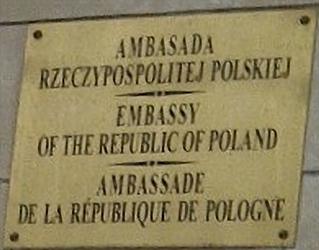 AMBASADA
RZECZYPOSPOLITEJ POLSKIEJ
EMBASSY
OF THE REPUBLIC OF POLAND
AMBASSADE
DE LA RÉPUBLIQUE DE POLOGNE